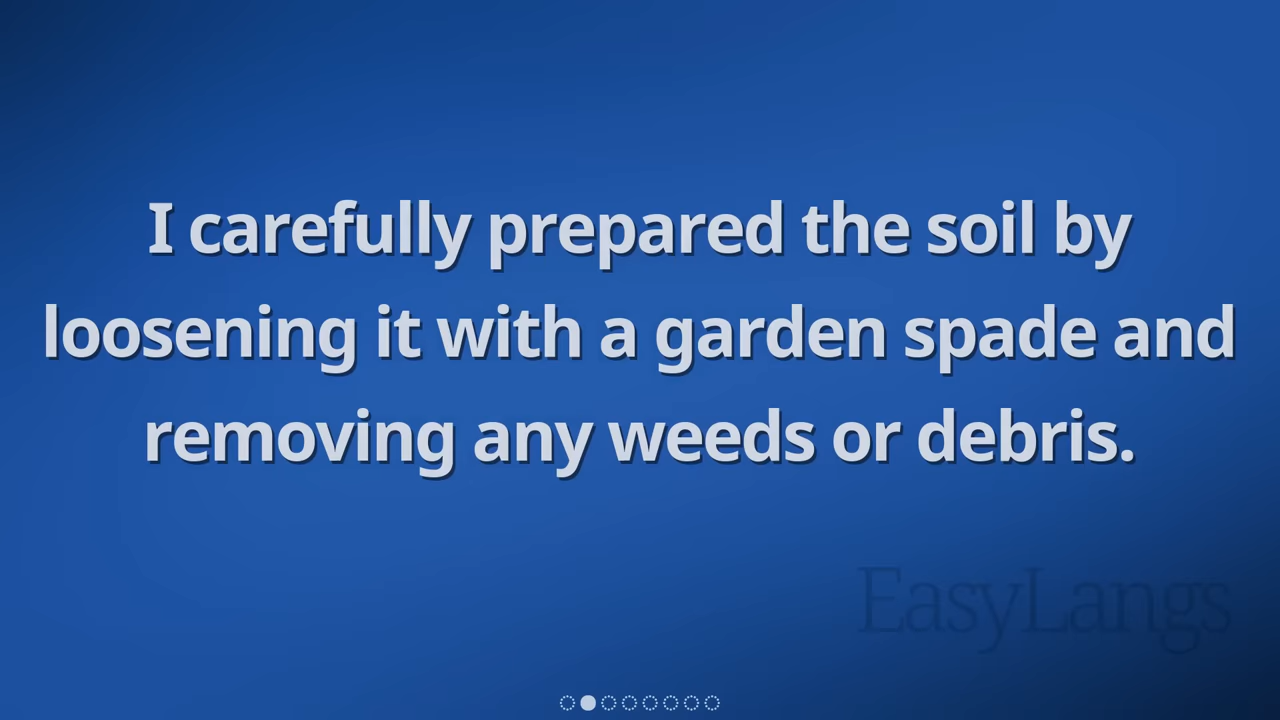 I carefully prepared the soil by
loosening it with a garden spade and
removing any weeds or debris.
EasyLangs